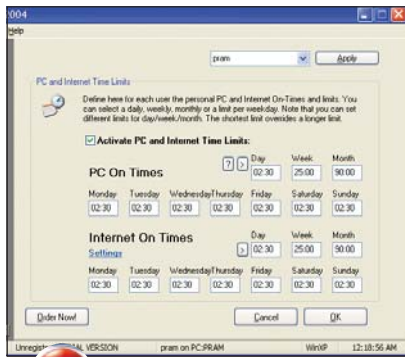 2004
Help
pram
Apply
PC and Internet Time Limits
Define here for each user the personal PC and Internet On-Times and limits. You
can select a daily, weekly, monthly or a limit per weekday. Note that you can set
different limits for day/week/month. The shortest limit overrides a longer limit.
Activate PC and Internet Time Limits:
? > Day Week Month
PC On Times 02:30 25:00 90:00
Monday Tuesday Wednesday Thursday Friday Saturday Sunday
02:30 02:30 02:30 02:30 02:30 02:30 02:30
Internet On Times Day Week Month
Settings > 02:30 25:00 90:00
Monday Tuesday Wednesday Thursday Friday Saturday Sunday
02:30 02:30 02:30 02:30 02:30 02:30 02:30
Order Now! Cancel OK
VERSION pram on PC:PRAM WinXP 12:18:56 AM